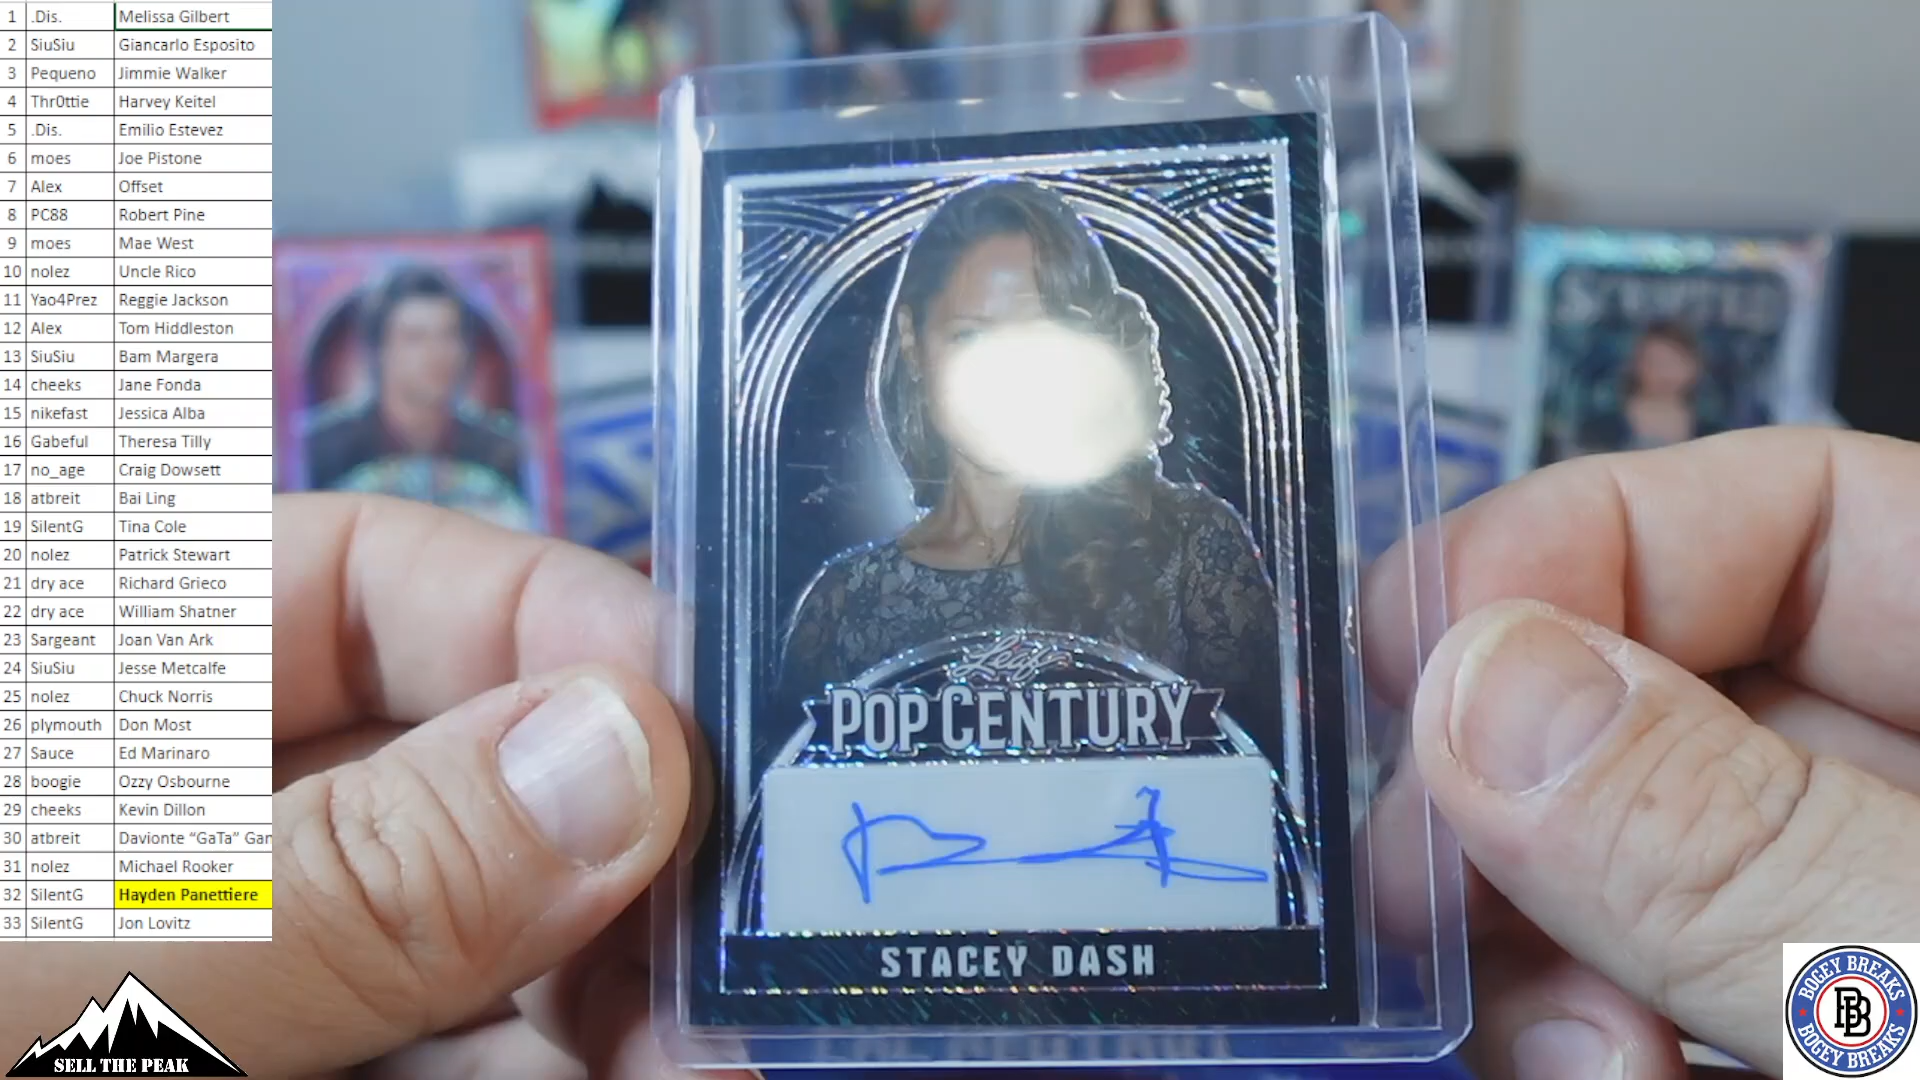 1 .Dis. Melissa Gilbert
2 SiuSiu Giancarlo Esposito
3 Pequeno Jimmie Walker
4 Thr0ttie Harvey Keitel
5 .Dis. Emilio Estevez
6 moes Joe Pistone
7 Alex Offset
8 PC88 Robert Pine
9 moes Mae West
10 nolez Uncle Rico
11 Yao4Prez Reggie Jackson
12 Alex Tom Hiddleston
13 SiuSiu Bam Margera
14 cheeks Jane Fonda
15 nikefast Jessica Alba
16 Gabeful Theresa Tilly
17 no_age Craig Dowsett
18 atbreit Bai Ling
19 SilentG Tina Cole
20 nolez Patrick Stewart
21 dry ace Richard Grieco
22 dry ace William Shatner
23 Sargeant Joan Van Ark
24 SiuSiu Jesse Metcalfe
25 nolez Chuck Norris
26 plymouth Don Most
27 Sauce Ed Marinaro
28 boogie Ozzy Osbourne
29 cheeks Kevin Dillon
30 atbreit Davionte “GaTa” Gan
31 nolez Michael Rooker
32 SilentG Hayden Panettiere
33 SilentG Jon Lovitz
SELL THE PEAK
Leaf
POP CENTURY
STACEY DASH
SCRIPTED
BOGEY BREAKS
BB
BOGEY BREAKS